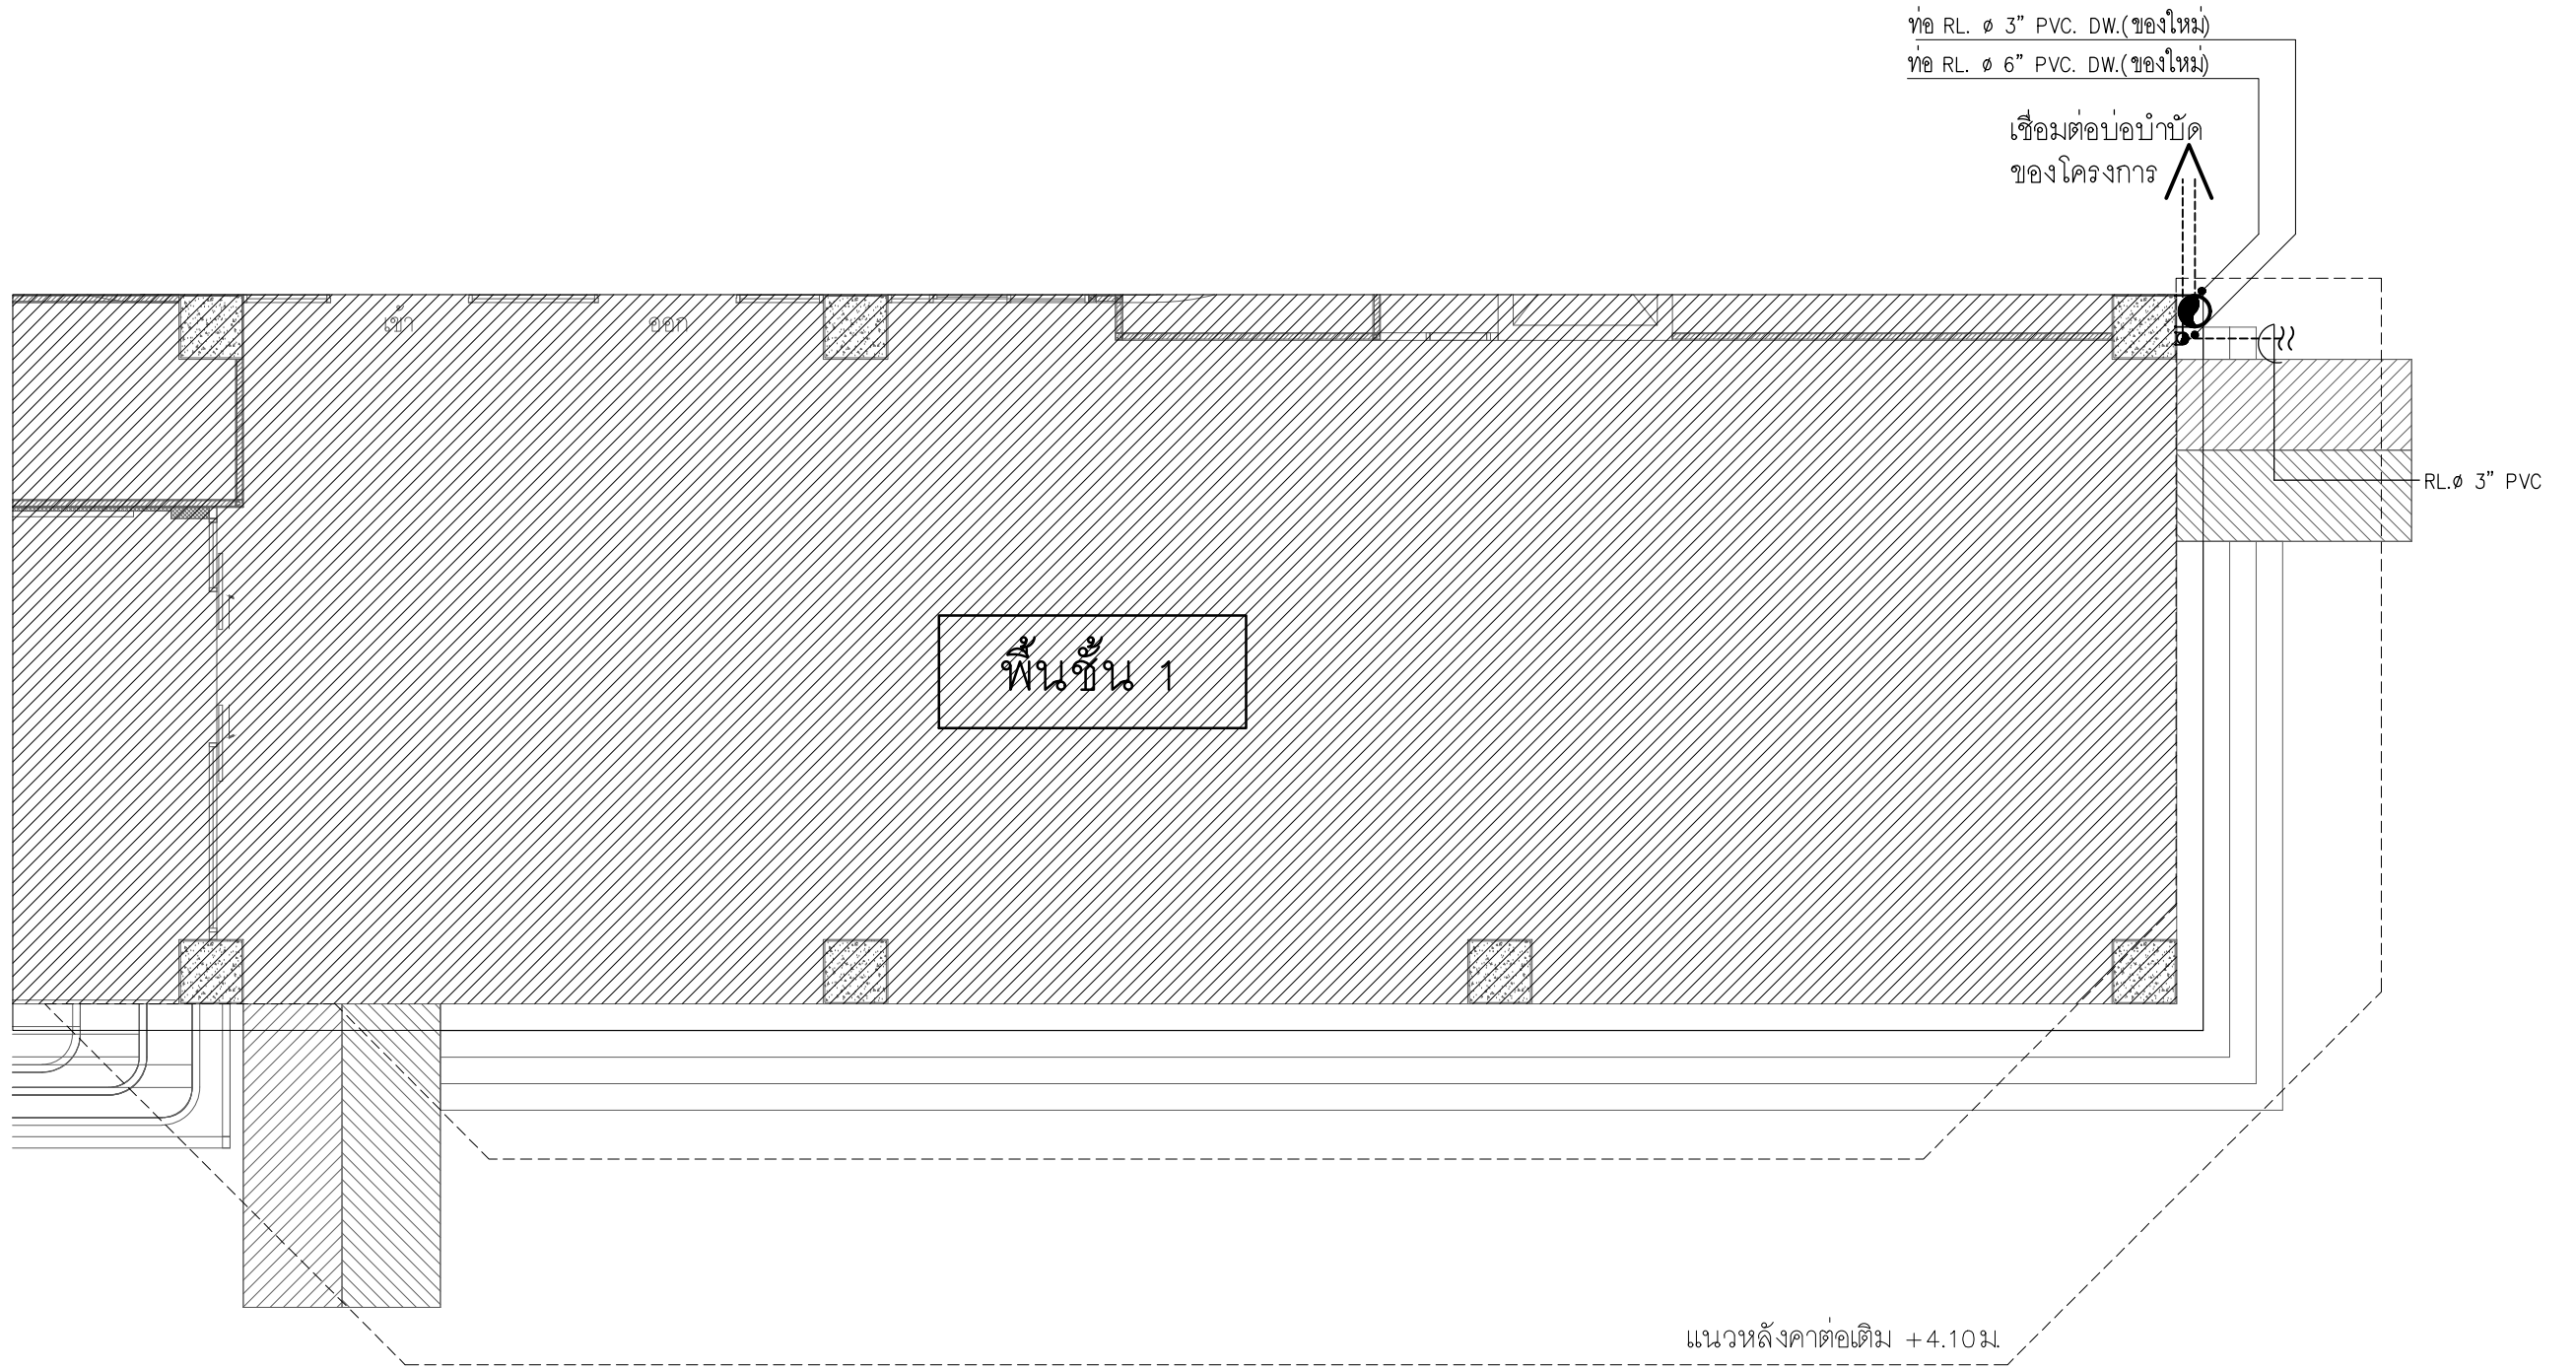 ท่อ RL. ø 3" PVC. DW.(ของใหม่)
ท่อ RL. ø 6" PVC. DW.(ของใหม่)
เชื่อมต่อบ่อบำบัด
ของโครงการ
เข้า
ออก
RL.ø 3" PVC
พื้นชั้น 1
แนวหลังคาต่อเติม +4.10ม.